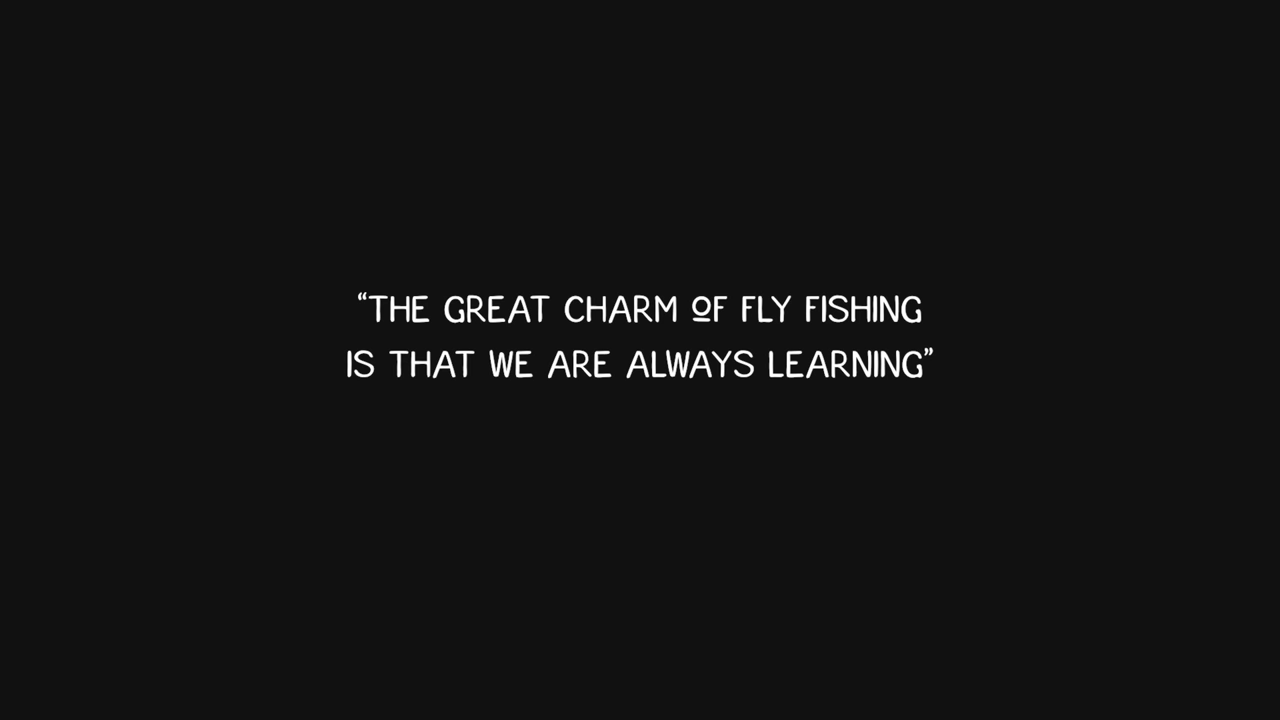 “THE GREAT CHARM OF FLY FISHING
IS THAT WE ARE ALWAYS LEARNING”